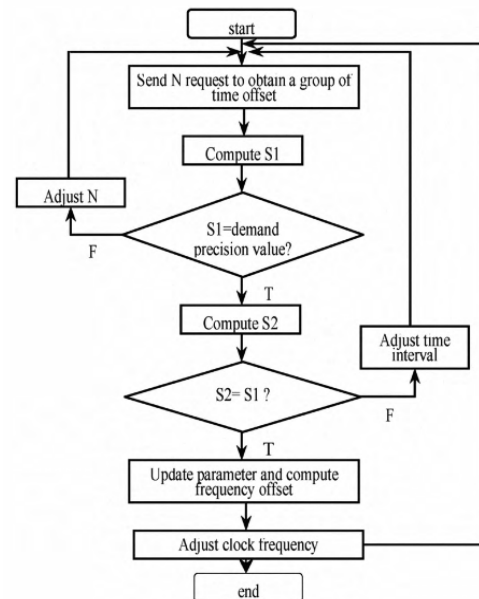 start
Send N request to obtain a group of
time offset
Compute S1
Adjust N
S1=demand
precision value?
F
T
Compute S2
Adjust time
interval
S2= S1 ?
F
T
Update parameter and compute
frequency offset
Adjust clock frequency
end